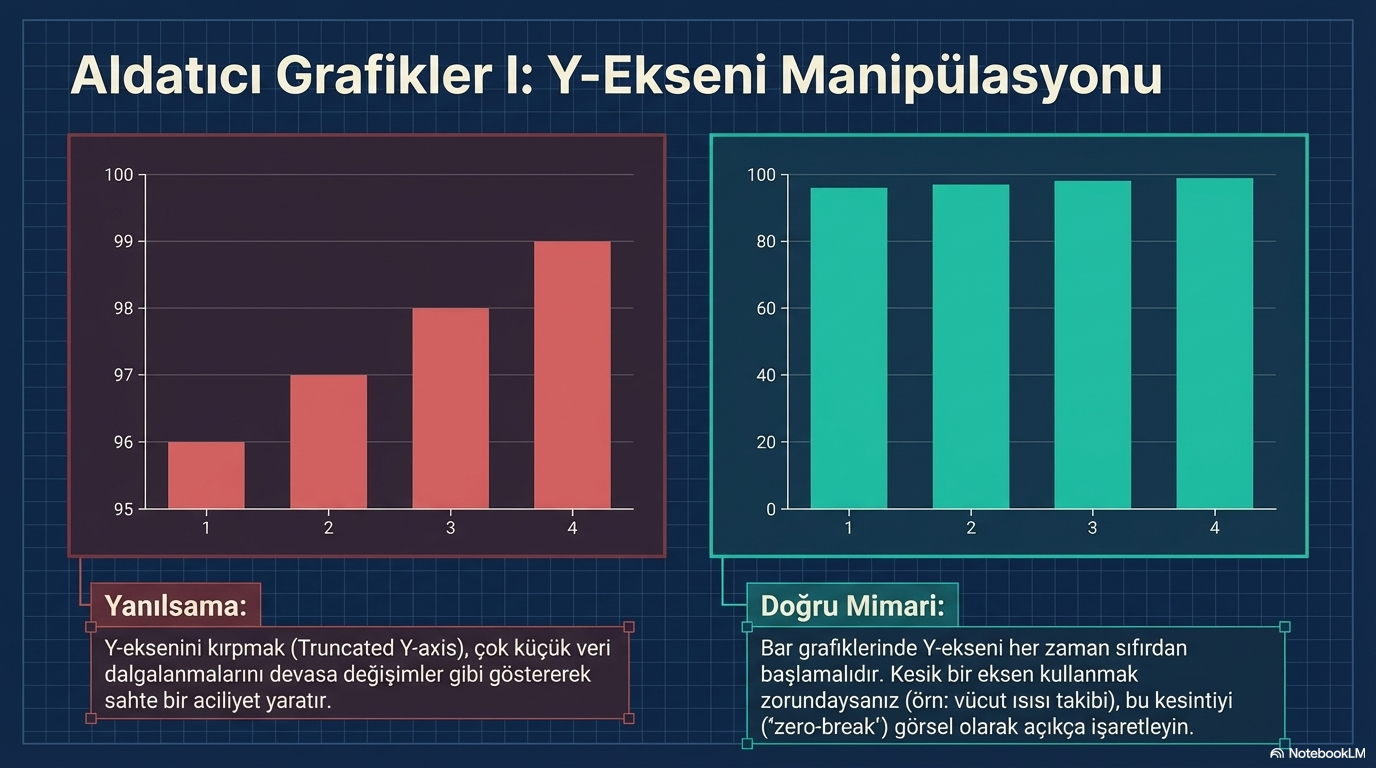 Aldatıcı Grafikler I: Y-Ekseni Manipülasyonu
100
99
98
97
96
95
1 2 3 4
100
80
60
40
20
0
1 2 3 4
Yanılsama:
Y-eksenini kırpmak (Truncated Y-axis), çok küçük veri
dalgalanmalarını devasa değişimler gibi göstererek
sahte bir aciliyet yaratır.
Doğru Mimari:
Bar grafiklerinde Y-ekseni her zaman sıfırdan
başlamalıdır. Kesik bir eksen kullanmak
zorundaysanız (örn: vücut ısısı takibi), bu kesintiyi
("zero-break') görsel olarak açıkça işaretleyin.
NotebookLM